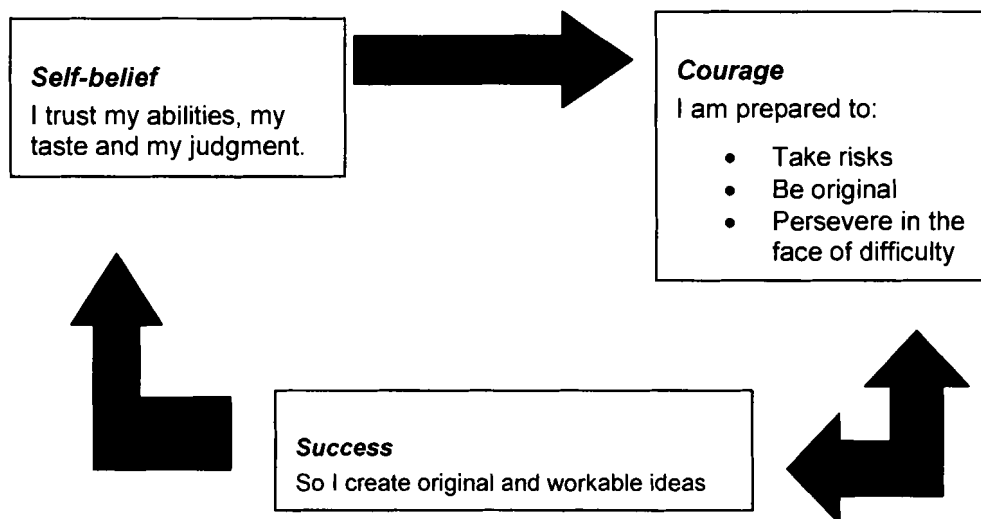 Self-belief
I trust my abilities, my
taste and my judgment.
Courage
I am prepared to:
• Take risks
• Be original
• Persevere in the
face of difficulty
Success
So I create original and workable ideas